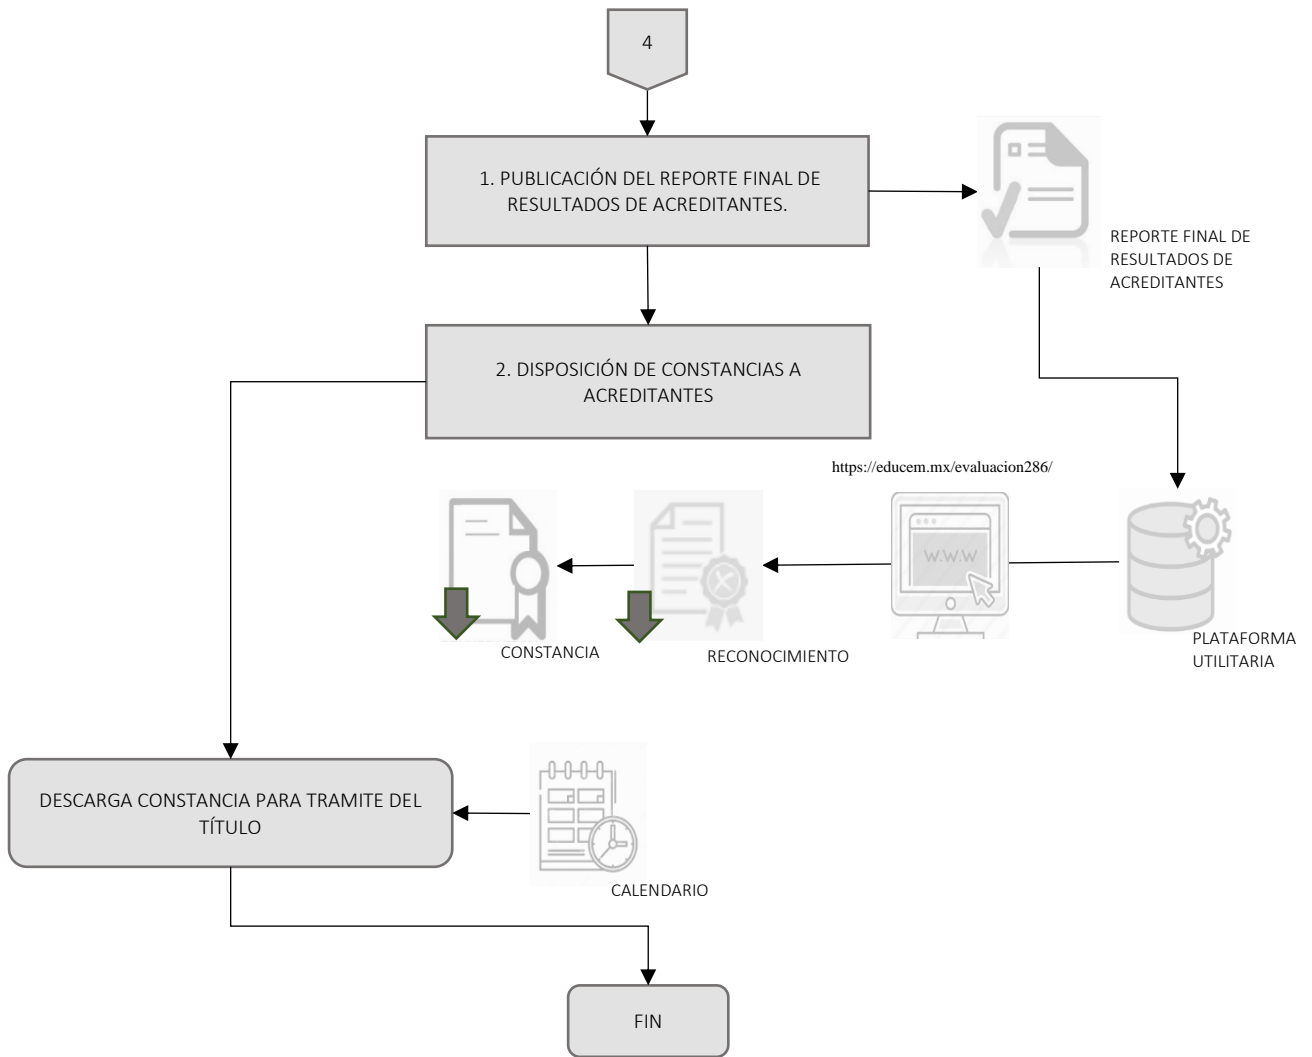 4
1. PUBLICACIÓN DEL REPORTE FINAL DE
RESULTADOS DE ACREDITANTES.
REPORTE FINAL DE
RESULTADOS DE
ACREDITANTES
2. DISPOSICIÓN DE CONSTANCIAS A
ACREDITANTES
https://educem.mx/evaluacion286/
W.W.W
CONSTANCIA
RECONOCIMIENTO
PLATAFORMA
UTILITARIA
DESCARGA CONSTANCIA PARA TRAMITE DEL
TÍTULO
CALENDARIO
FIN